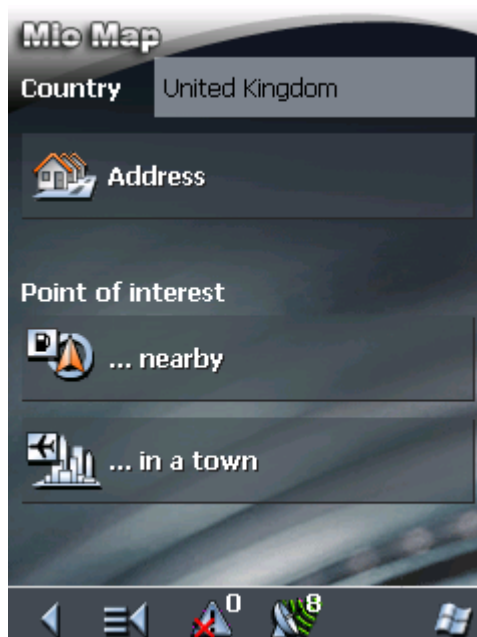 Mio Map
Country United Kingdom
Address
Point of interest
... nearby
... in a town
0 8